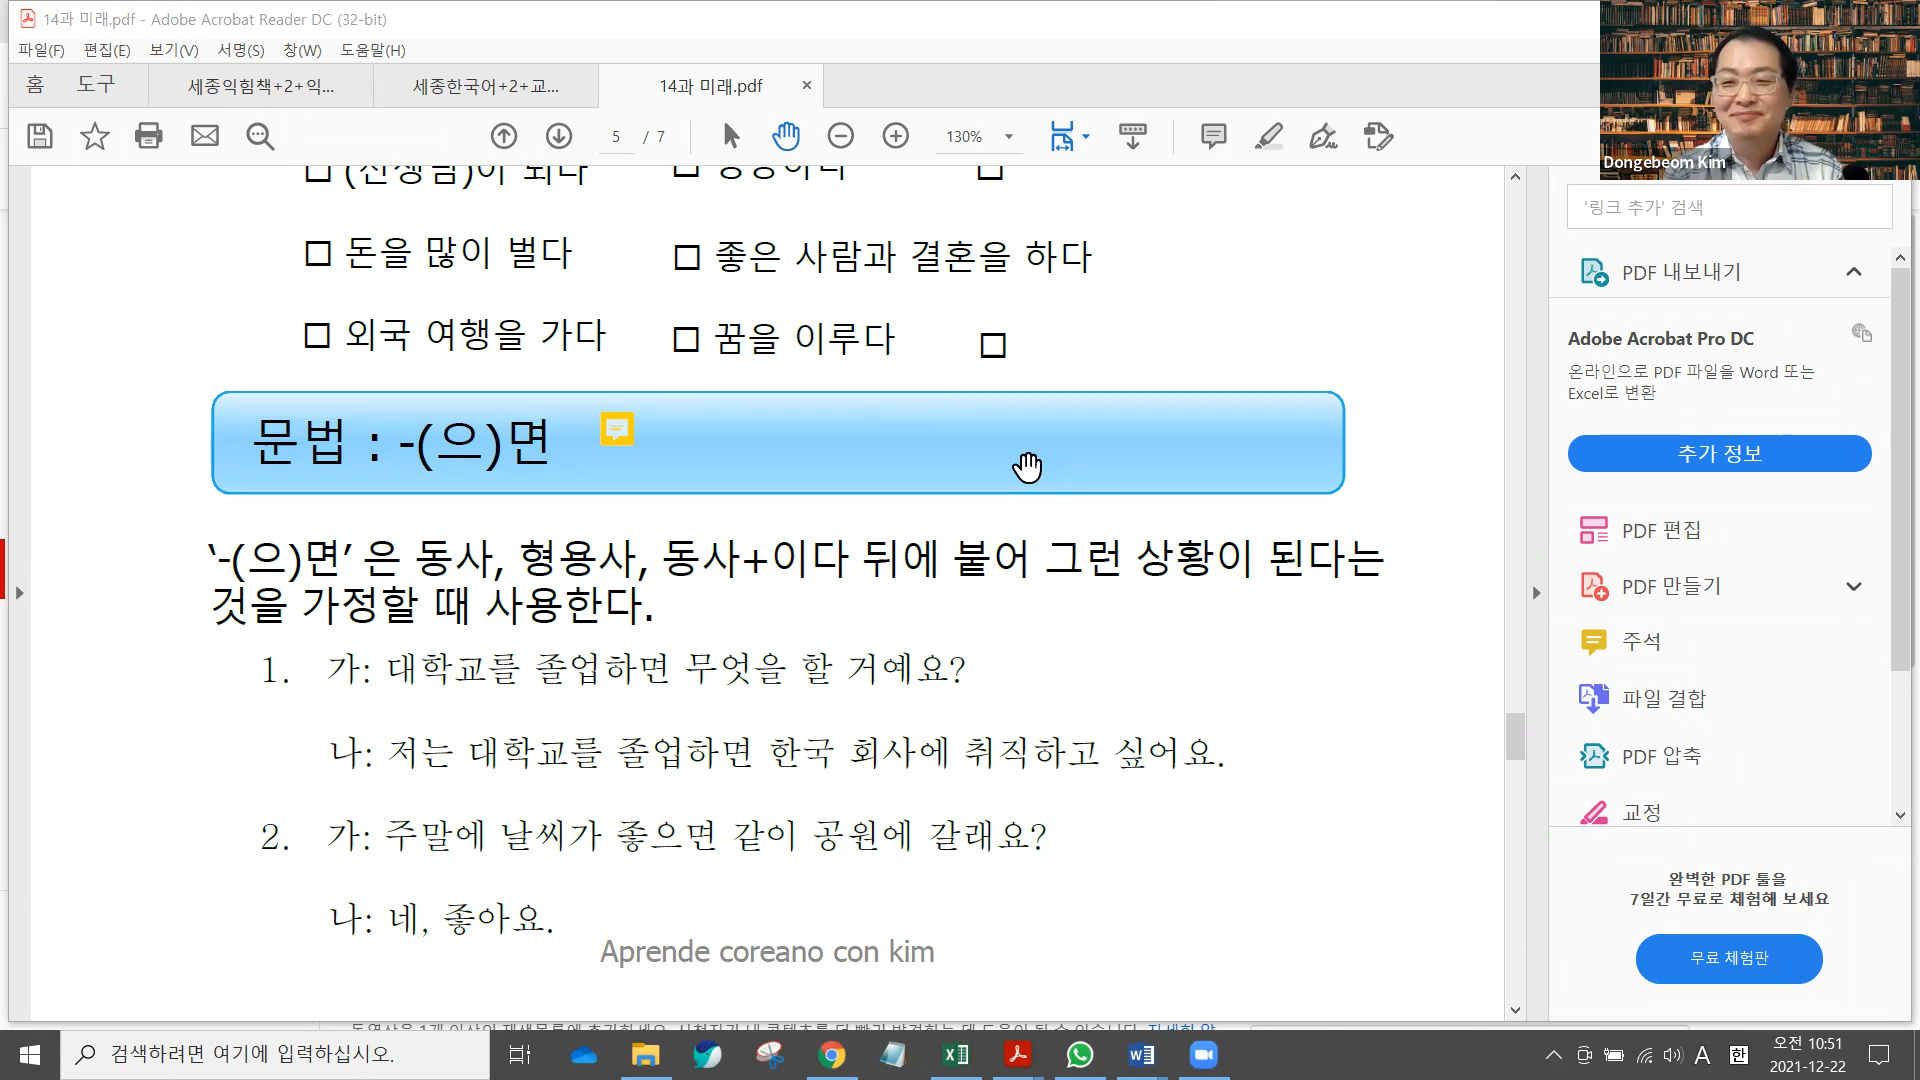 14과 미래.pdf - Adobe Acrobat Reader DC (32-bit)
파일(F) 편집(E) 보기(V) 서명(S) 창(W) 도움말(H)
홈 도구 세종익힘책+2+익... 세종한국어+2+교... 14과 미래.pdf ×
5 / 7 130%
Dongebeom Kim
(선생님)이 되다
돈을 많이 벌다 좋은 사람과 결혼을 하다
외국 여행을 가다 꿈을 이루다
문법 : -(으)면
‘-(으)면’ 은 동사, 형용사, 동사+이다 뒤에 붙어 그런 상황이 된다는
것을 가정할 때 사용한다.
1. 가: 대학교를 졸업하면 무엇을 할 거예요?
나: 저는 대학교를 졸업하면 한국 회사에 취직하고 싶어요.
2. 가: 주말에 날씨가 좋으면 같이 공원에 갈래요?
나: 네, 좋아요.
Aprende coreano con kim
'링크 추가' 검색
PDF 내보내기
Adobe Acrobat Pro DC
온라인으로 PDF 파일을 Word 또는
Excel로 변환
추가 정보
PDF 편집
PDF 만들기
주석
파일 결합
PDF 압축
교정
완벽한 PDF 툴을
7일간 무료로 체험해 보세요
무료 체험판
검색하려면 여기에 입력하십시오.
A 한
오전 10:51
2021-12-22